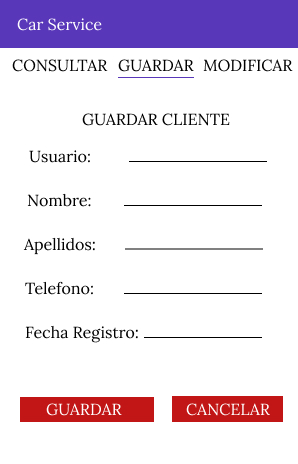 Car Service
CONSULTAR GUARDAR MODIFICAR
GUARDAR CLIENTE
Usuario:
Nombre:
Apellidos:
Telefono:
Fecha Registro:
GUARDAR CANCELAR